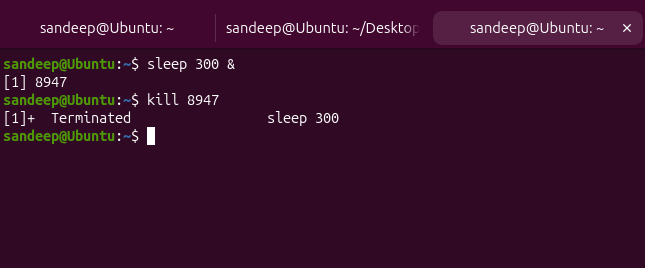 sandeep@Ubuntu: ~
sandeep@Ubuntu: ~/Desktop
sandeep@Ubuntu: ~ ×
sandeep@Ubuntu:~$ sleep 300 &
[1] 8947
sandeep@Ubuntu:~$ kill 8947
[1]+  Terminated                 sleep 300
sandeep@Ubuntu:~$